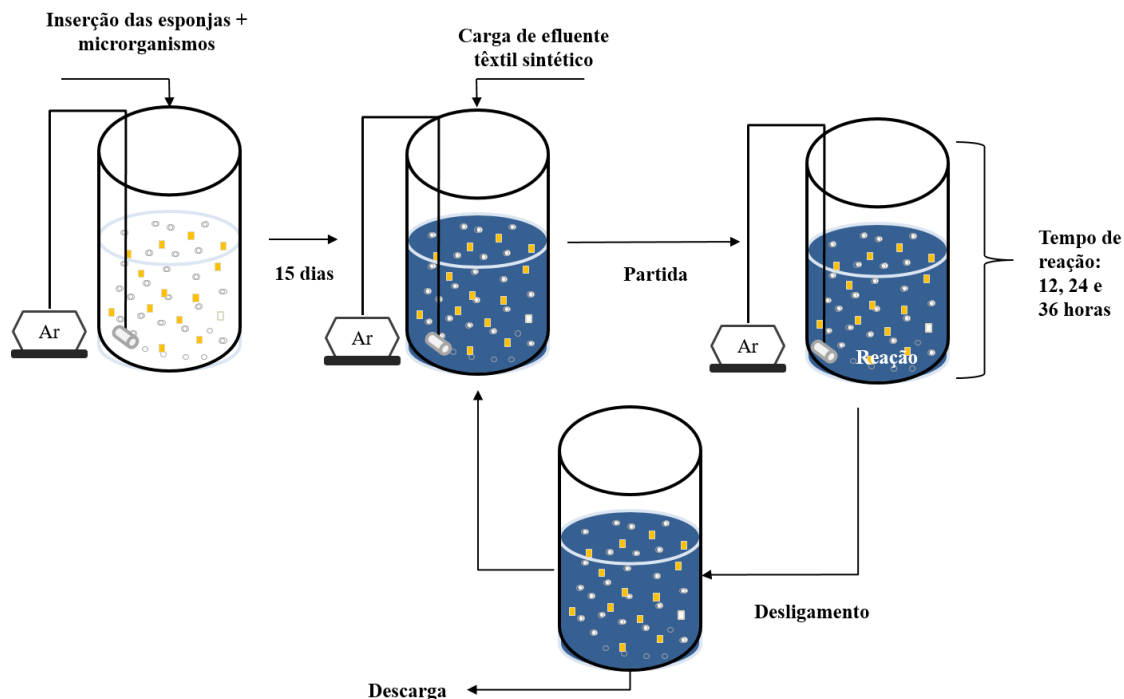 Inserção das esponjas +
microrganismos
Carga de efluente
têxtil sintético
Ar
15 dias
Ar
Partida
Ar
Reação
Tempo de
reação:
12, 24 e
36 horas
Desligamento
Descarga